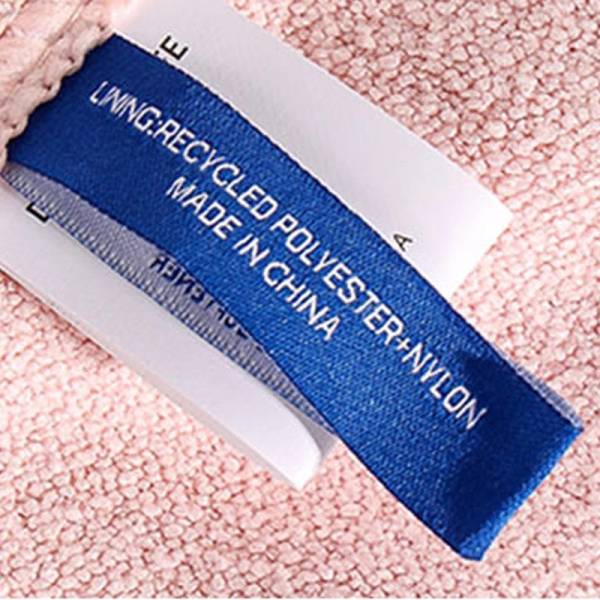 LINING:RECYCLED POLYESTER+NYLON
MADE IN CHINA